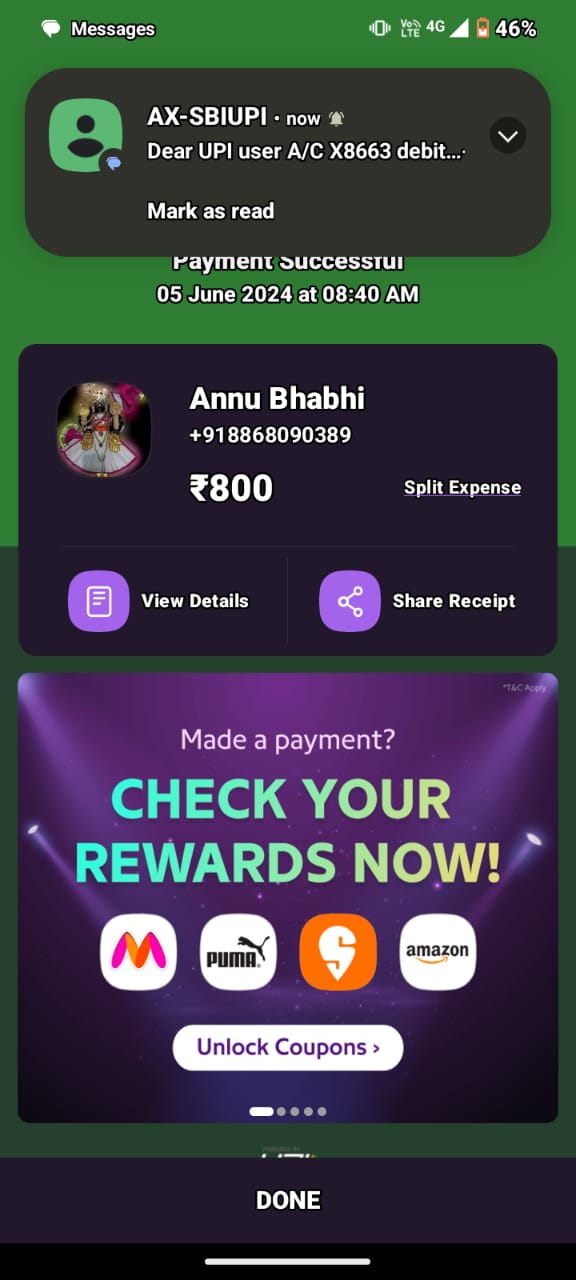 Messages
Vo LTE 4G 46%
AX-SBIUPI • now
Dear UPI user A/C X8663 debit...
Mark as read
Payment Successful
05 June 2024 at 08:40 AM
Annu Bhabhi
+918868090389
₹800
Split Expense
View Details
Share Receipt
*T&C Apply
Made a payment?
CHECK YOUR
REWARDS NOW!
PUMA
amazon
Unlock Coupons ›
POWERED BY
DONE